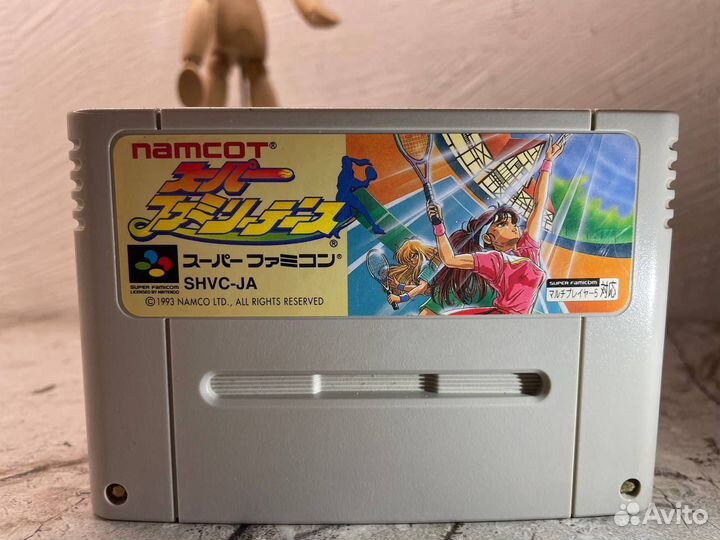 namcot®
スーパー
ファミリーテニス®
スーパーファミコン®
SUPER FAMICOM
LICENSED BY NINTENDO
SHVC-JA
©1993 NAMCO LTD., ALL RIGHTS RESERVED
SUPER FAMICOM
マルチプレイヤー5 対応
Avito